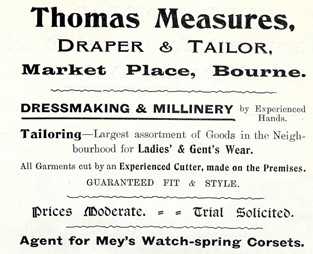 Thomas Measures,
DRAPER & TAILOR,
Market Place, Bourne.
DRESSMAKING & MILLINERY by Experienced Hands.
Tailoring—Largest assortment of Goods in the Neigh-
bourhood for Ladies' & Gent's Wear.
All Garments cut by an Experienced Cutter, made on the Premises.
GUARANTEED FIT & STYLE.
Prices Moderate. = = Trial Solicited.
Agent for Mey's Watch-spring Corsets.